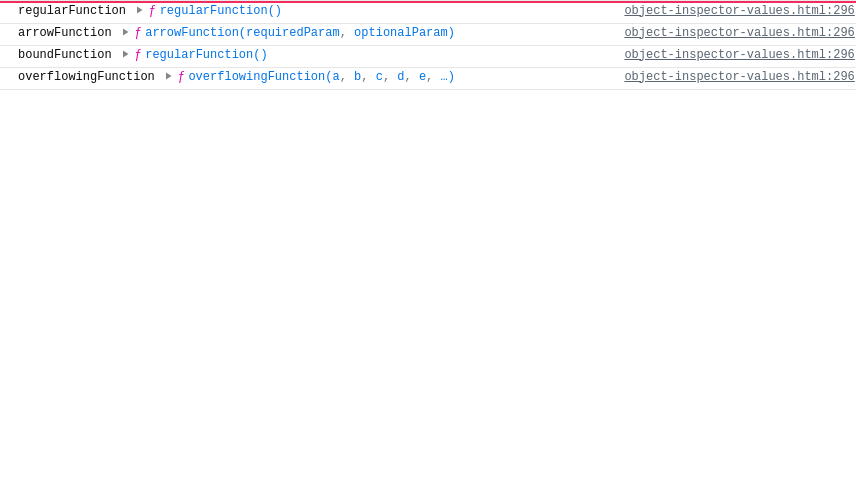 regularFunction ▶ ƒ regularFunction() object-inspector-values.html:296
arrowFunction ▶ ƒ arrowFunction(requiredParam, optionalParam) object-inspector-values.html:296
boundFunction ▶ ƒ regularFunction() object-inspector-values.html:296
overflowingFunction ▶ ƒ overflowingFunction(a, b, c, d, e, …) object-inspector-values.html:296